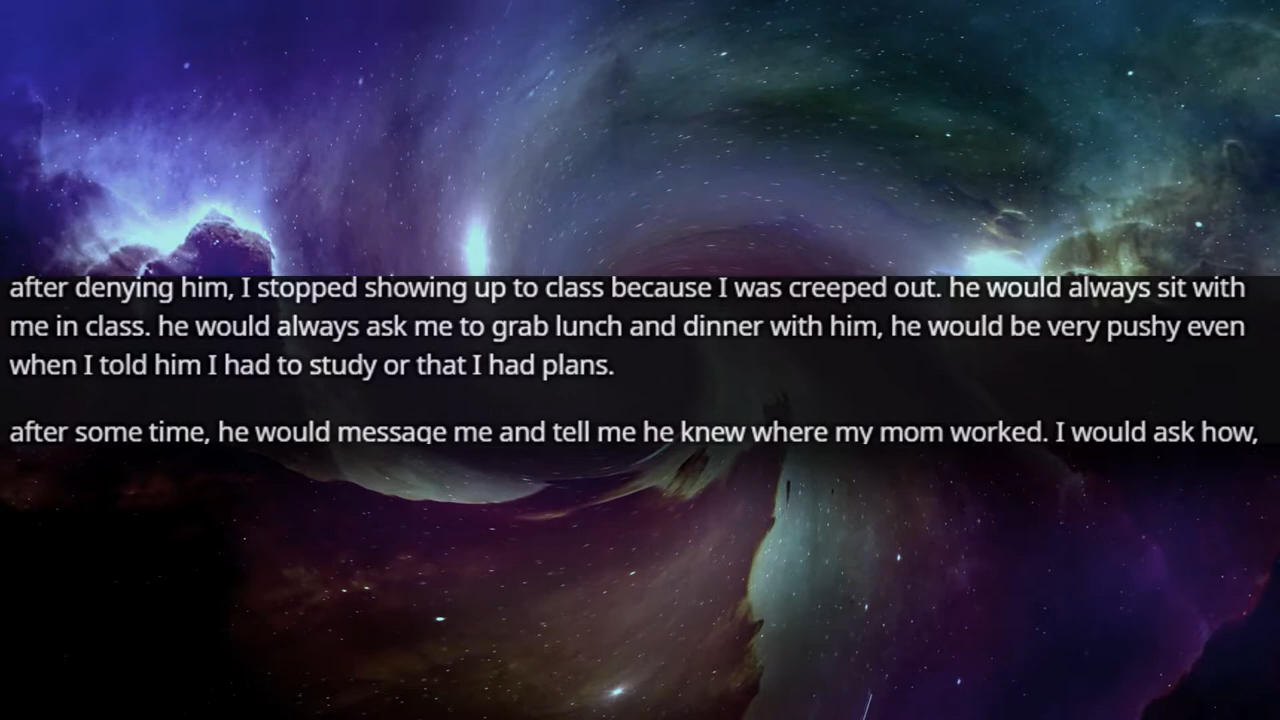 after denying him, I stopped showing up to class because I was creeped out. he would always sit with
me in class. he would always ask me to grab lunch and dinner with him, he would be very pushy even
when I told him I had to study or that I had plans.
after some time, he would message me and tell me he knew where my mom worked. I would ask how,